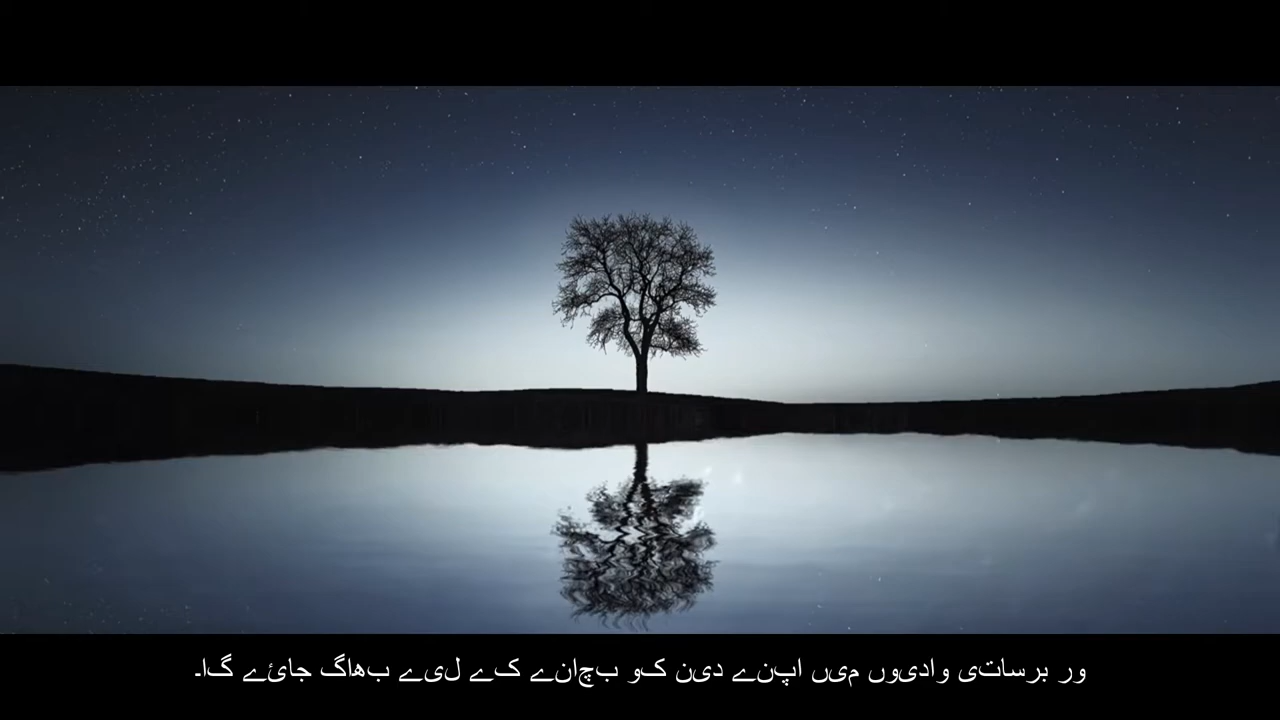 ور برساتی وادیوں میں اپنے دین کو بچانے کے لیے بھاگ جائے گا۔